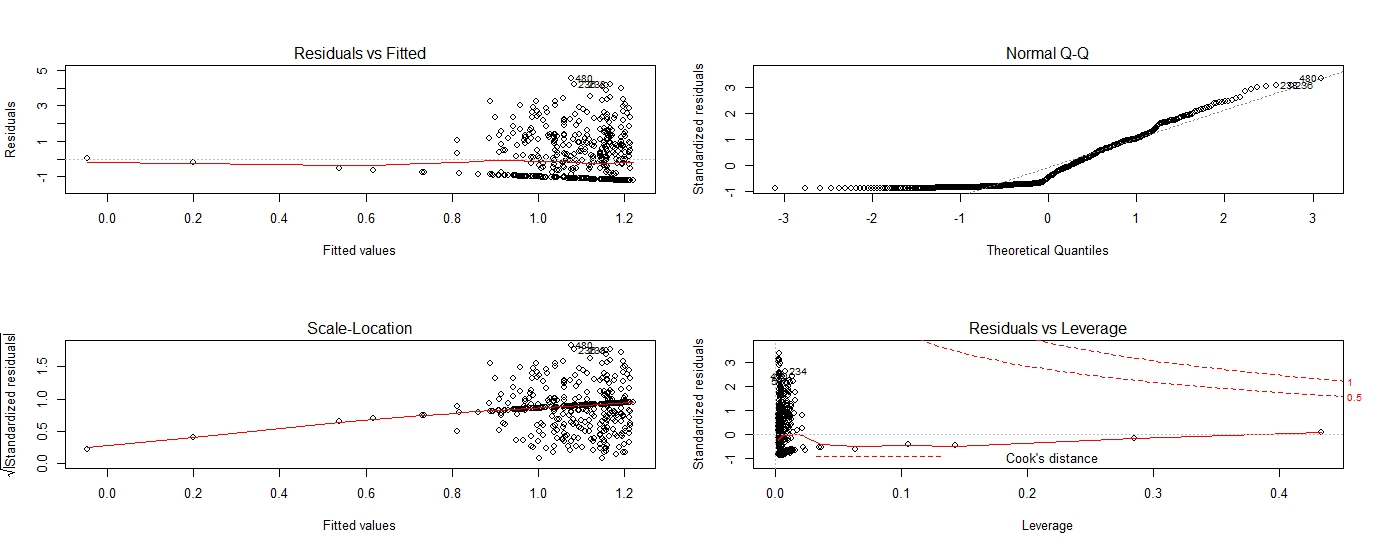 Residuals vs Fitted
Residuals
5
3
1
-1
480
0.0 0.2 0.4 0.6 0.8 1.0 1.2
Fitted values
Normal Q-Q
Standardized residuals
3
2
1
0
-1
480
236
-3 -2 -1 0 1 2 3
Theoretical Quantiles
Scale-Location
√|Standardized residuals|
1.5
1.0
0.5
0.0
480
0.0 0.2 0.4 0.6 0.8 1.0 1.2
Fitted values
Residuals vs Leverage
Standardized residuals
3
2
1
0
-1
234
1
0.5
Cook's distance
0.0 0.1 0.2 0.3 0.4
Leverage